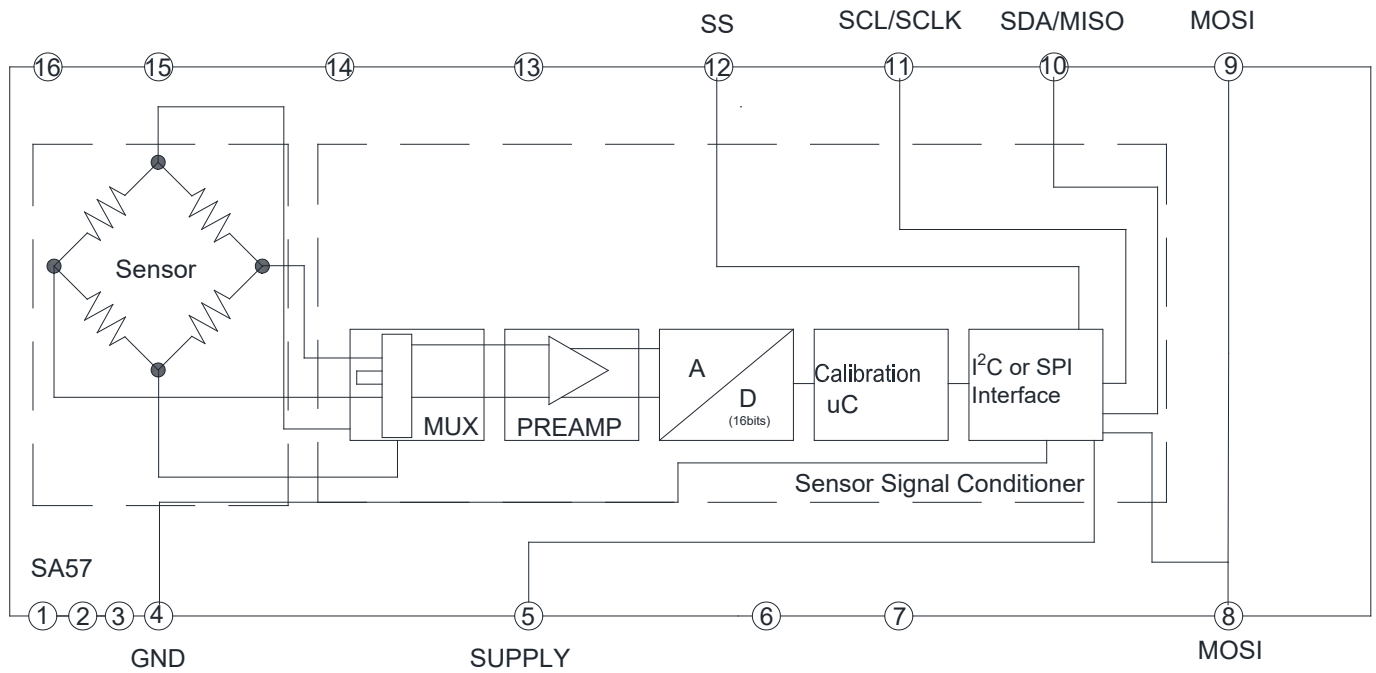 SS
SCL/SCLK
SDA/MISO
MOSI
16
15
14
13
12
11
10
9
Sensor
MUX
PREAMP
A
D
(16bits)
Calibration
uC
I²C or SPI
Interface
Sensor Signal Conditioner
SA57
1
2
3
4
5
6
7
8
GND
SUPPLY
MOSI